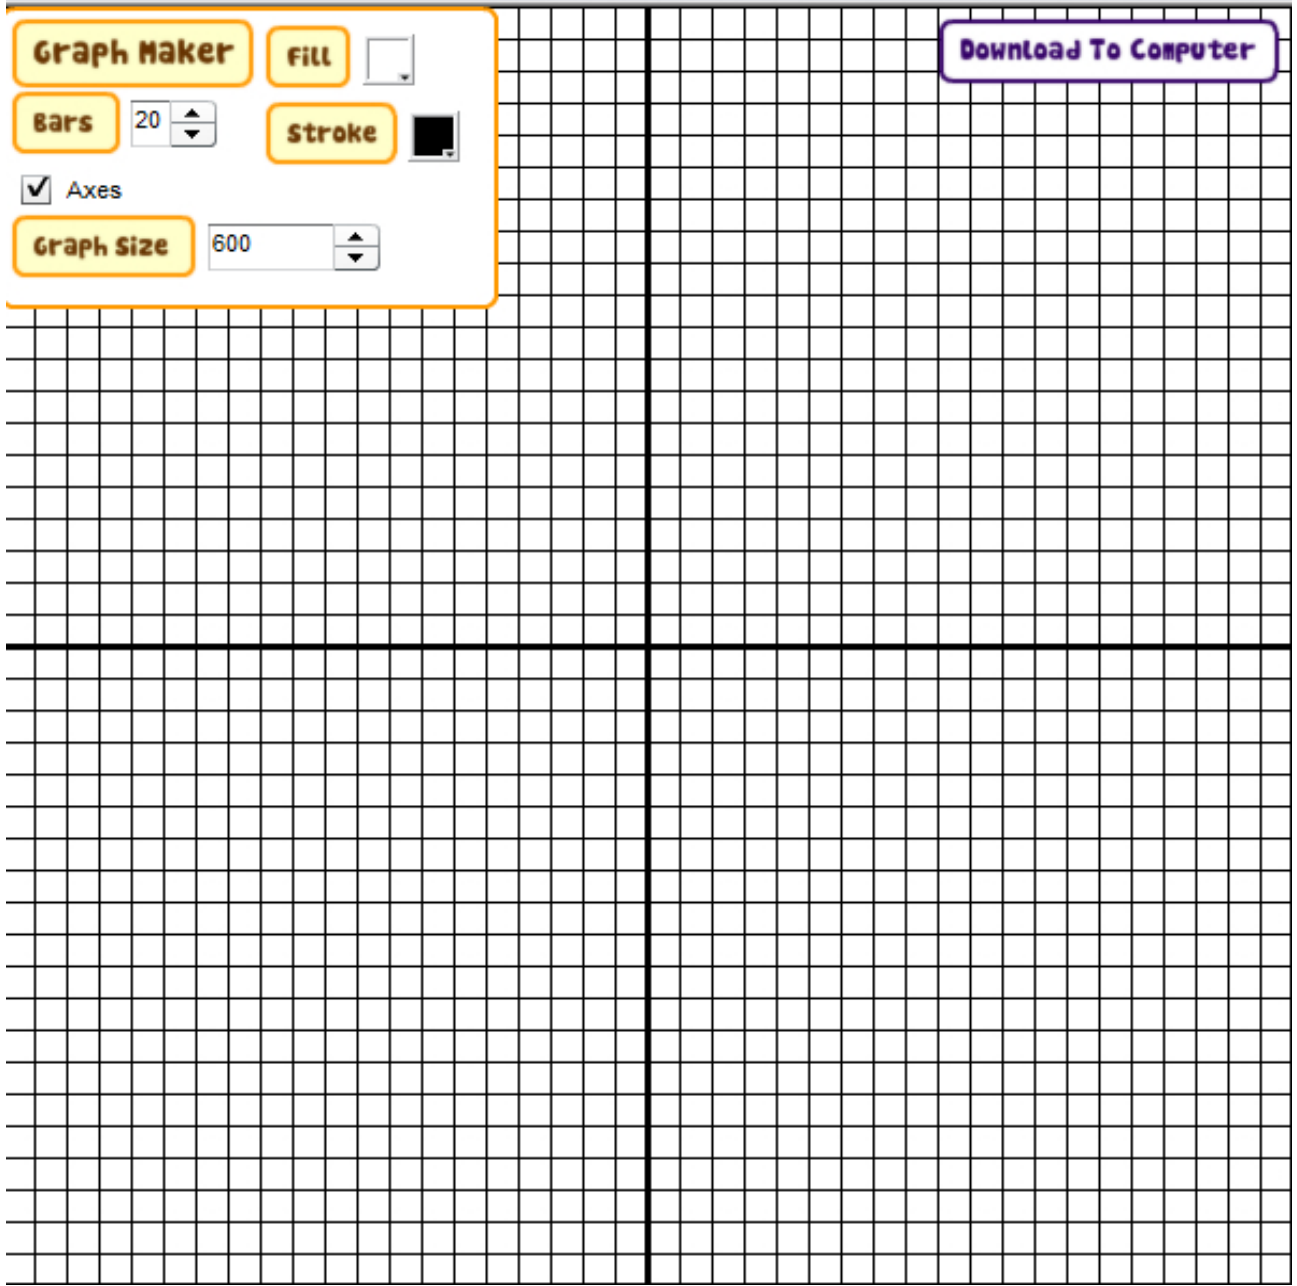 Graph Maker
Fill
Download To Computer
Bars
20
Stroke
Axes
Graph Size
600